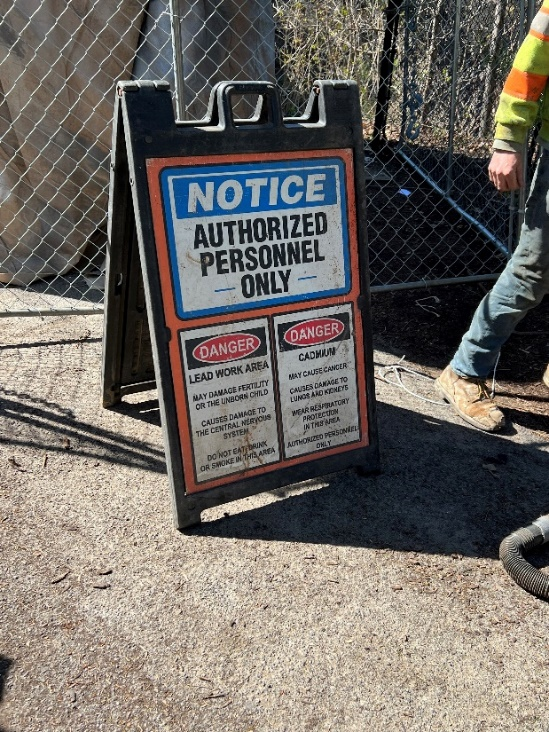 NOTICE
AUTHORIZED
PERSONNEL
ONLY
DANGER
LEAD WORK AREA
MAY DAMAGE FERTILITY
OR THE UNBORN CHILD
CAUSES DAMAGE TO
THE CENTRAL NERVOUS
SYSTEM
DO NOT EAT, DRINK
OR SMOKE IN THIS AREA
DANGER
CADMIUM
MAY CAUSE CANCER
CAUSES DAMAGE TO
LUNGS AND KIDNEYS
WEAR RESPIRATORY
PROTECTION
IN THIS AREA
AUTHORIZED PERSONNEL
ONLY